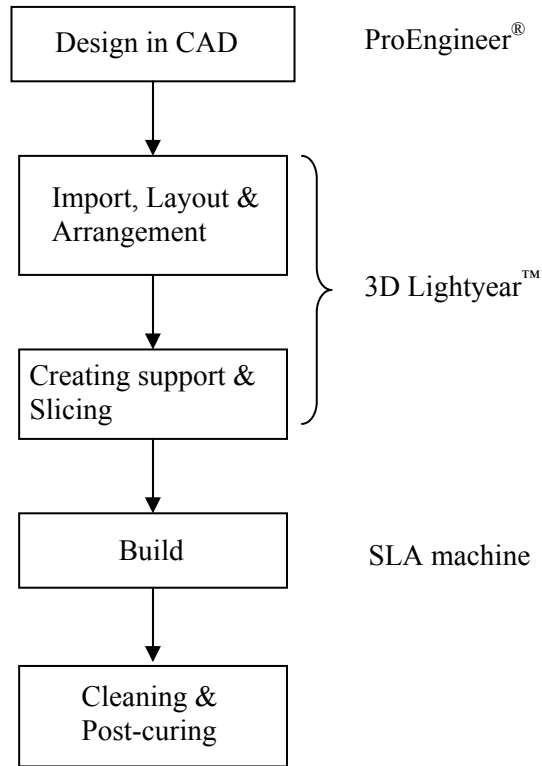 Design in CAD
ProEngineer®
Import, Layout &
Arrangement
3D Lightyear™
Creating support &
Slicing
Build
SLA machine
Cleaning &
Post-curing